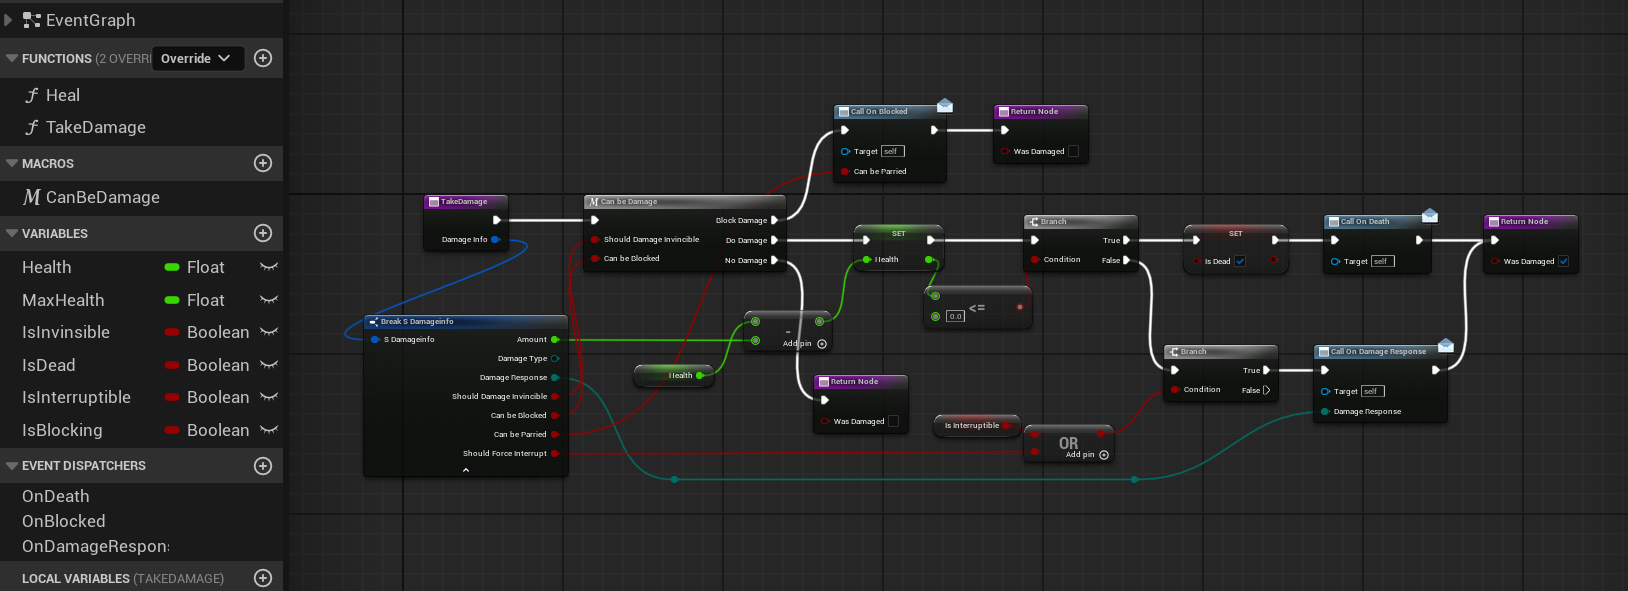 EventGraph
FUNCTIONS (2 OVERRI
Override
Heal
TakeDamage
MACROS
CanBeDamage
VARIABLES
Health Float
MaxHealth Float
IsInvinsible Boolean
IsDead Boolean
IsInterruptible Boolean
IsBlocking Boolean
EVENT DISPATCHERS
OnDeath
OnBlocked
OnDamageRespon
LOCAL VARIABLES (TAKEDAMAGE)
TakeDamage
Damage Info
Break S Damageinfo
S Damageinfo
Amount
Damage Type
Damage Response
Should Damage Invincible
Can be Blocked
Can be Parried
Should Force Interrupt
M Can be Damage
Block Damage
Should Damage Invincible
Do Damage
Can be Blocked
No Damage
Call On Blocked
Target self
Can be Parried
Return Node
Was Damaged
Health
-
Add pin
SET
Health
Return Node
Was Damaged
0.0 <=
Branch
True
Condition
False
Is Interruptible
OR
Add pin
SET
Is Dead
Call On Death
Target self
Return Node
Was Damaged
Branch
True
Condition
False
Call On Damage Response
Target self
Damage Response